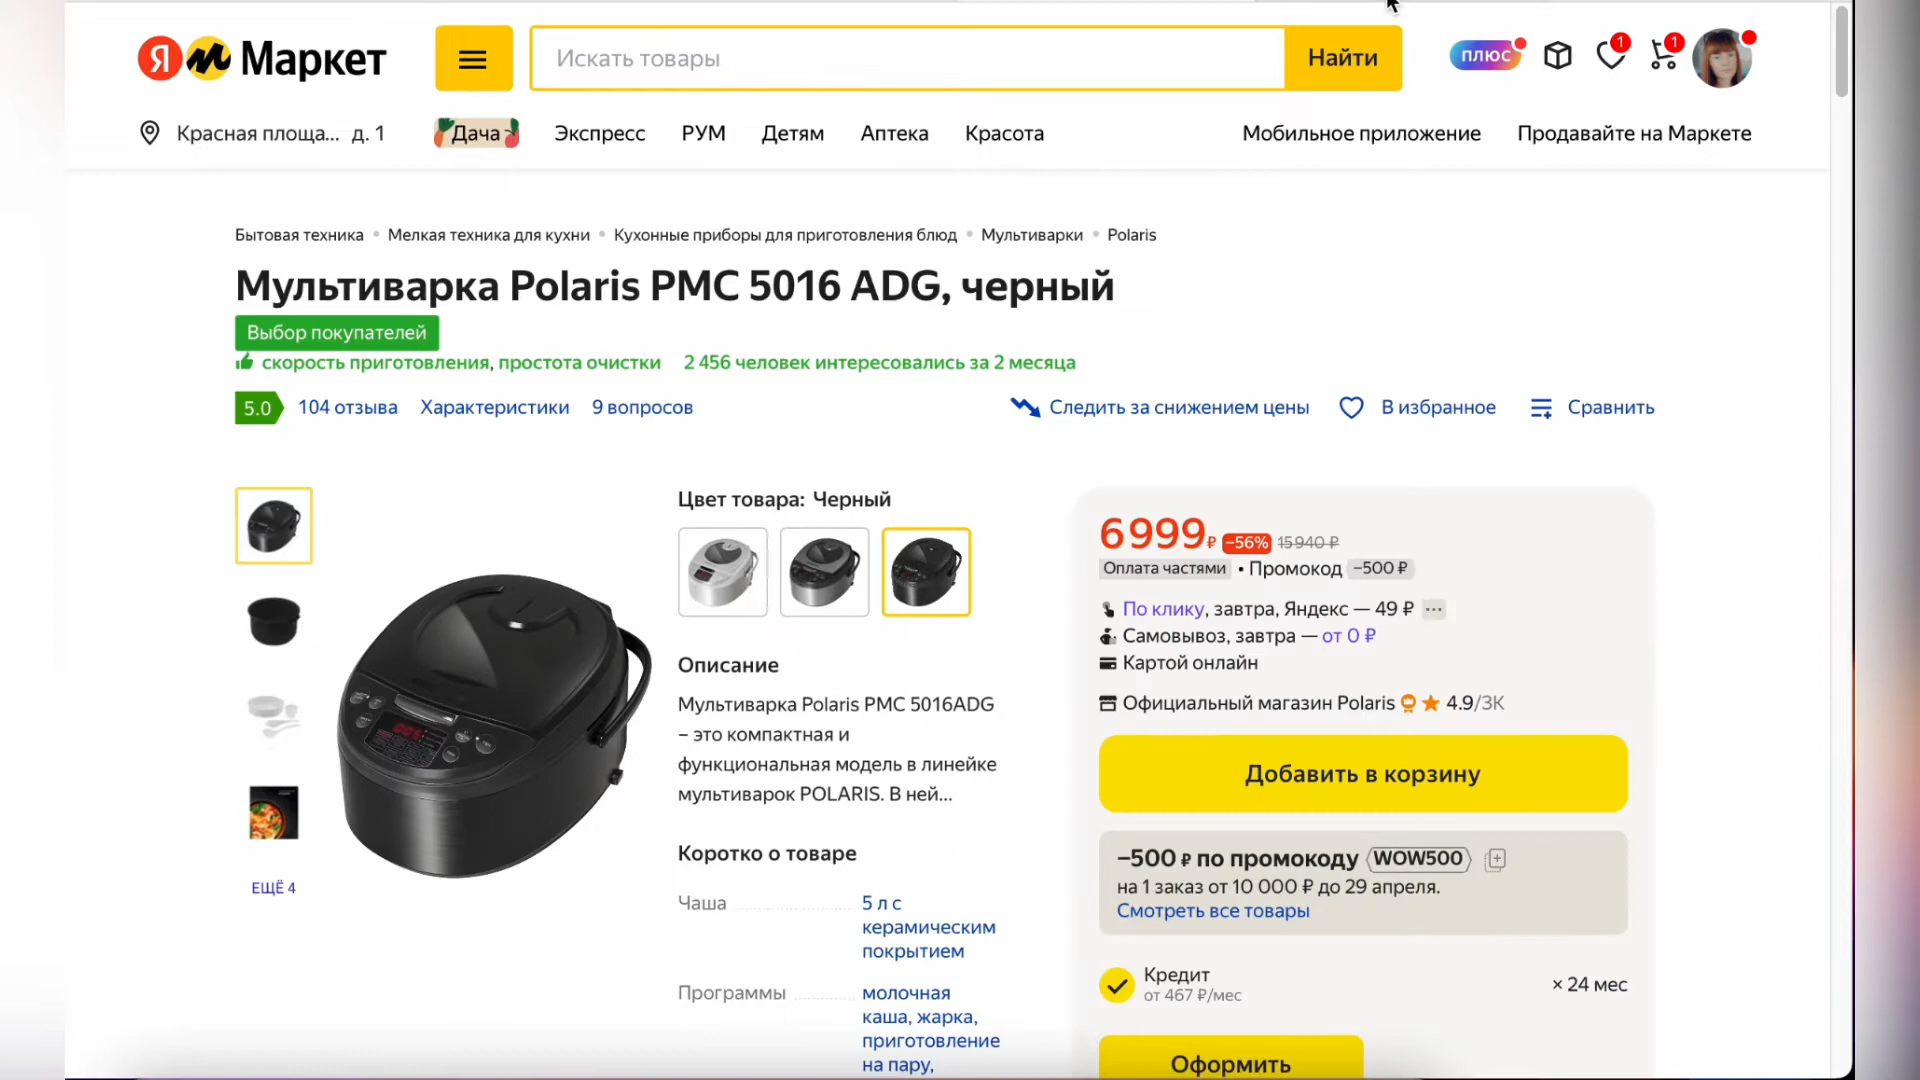 Я Маркет
Искать товары
Найти
плюс
1
1
Красная площа... д. 1
Дача
Экспресс
РУМ
Детям
Аптека
Красота
Мобильное приложение
Продавайте на Маркете
Бытовая техника • Мелкая техника для кухни • Кухонные приборы для приготовления блюд • Мультиварки • Polaris
Мультиварка Polaris PMC 5016 ADG, черный
Выбор покупателей
скорость приготовления, простота очистки 2 456 человек интересовались за 2 месяца
5.0 104 отзыва Характеристики 9 вопросов
Следить за снижением цены
В избранное
Сравнить
ЕЩЁ 4
Цвет товара: Черный
Описание
Мультиварка Polaris PMC 5016ADG
– это компактная и
функциональная модель в линейке
мультиварок POLARIS. В ней...
Коротко о товаре
Чаша
5 л с
керамическим
покрытием
Программы
молочная
каша, жарка,
приготовление
на пару,
6 999 ₽ −56% 15 940 ₽
Оплата частями • Промокод −500 ₽
По клику, завтра, Яндекс — 49 ₽ ...
Самовывоз, завтра — от 0 ₽
Картой онлайн
Официальный магазин Polaris 4.9/3K
Добавить в корзину
−500 ₽ по промокоду WOW500
на 1 заказ от 10 000 ₽ до 29 апреля.
Смотреть все товары
Кредит
от 467 ₽/мес
× 24 мес
Оформить